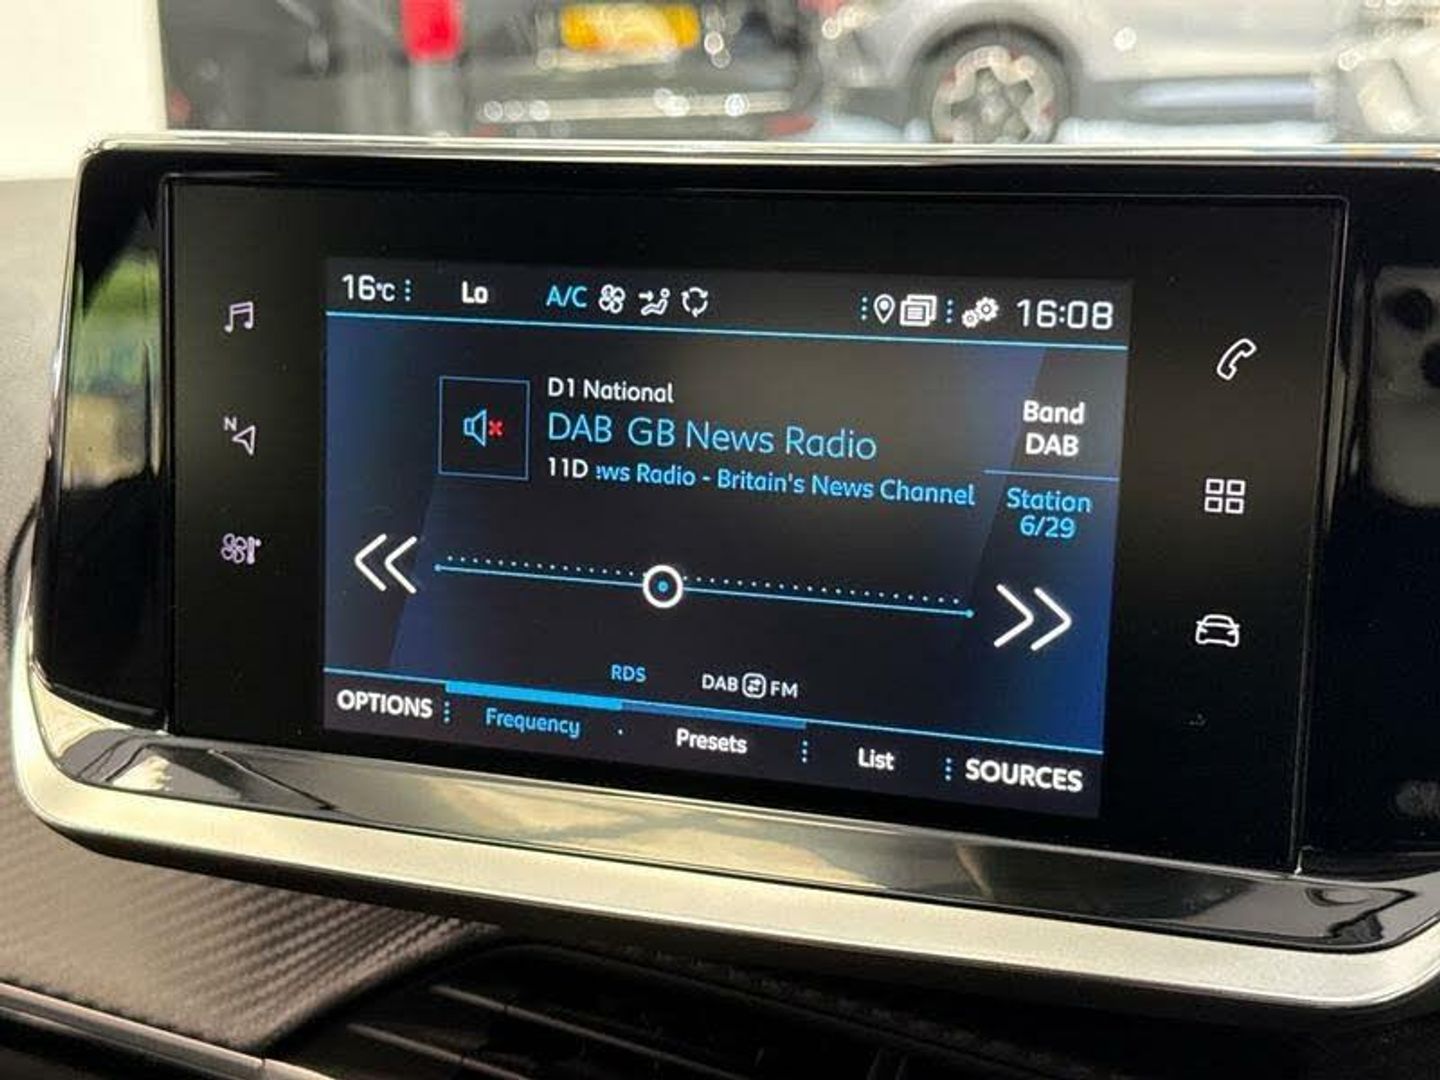 16°C Lo A/C 16:08
D1 National
DAB GB News Radio
11D ews Radio - Britain's News Channel
Band
DAB
Station
6/29
N
RDS DAB FM
OPTIONS Frequency Presets List SOURCES